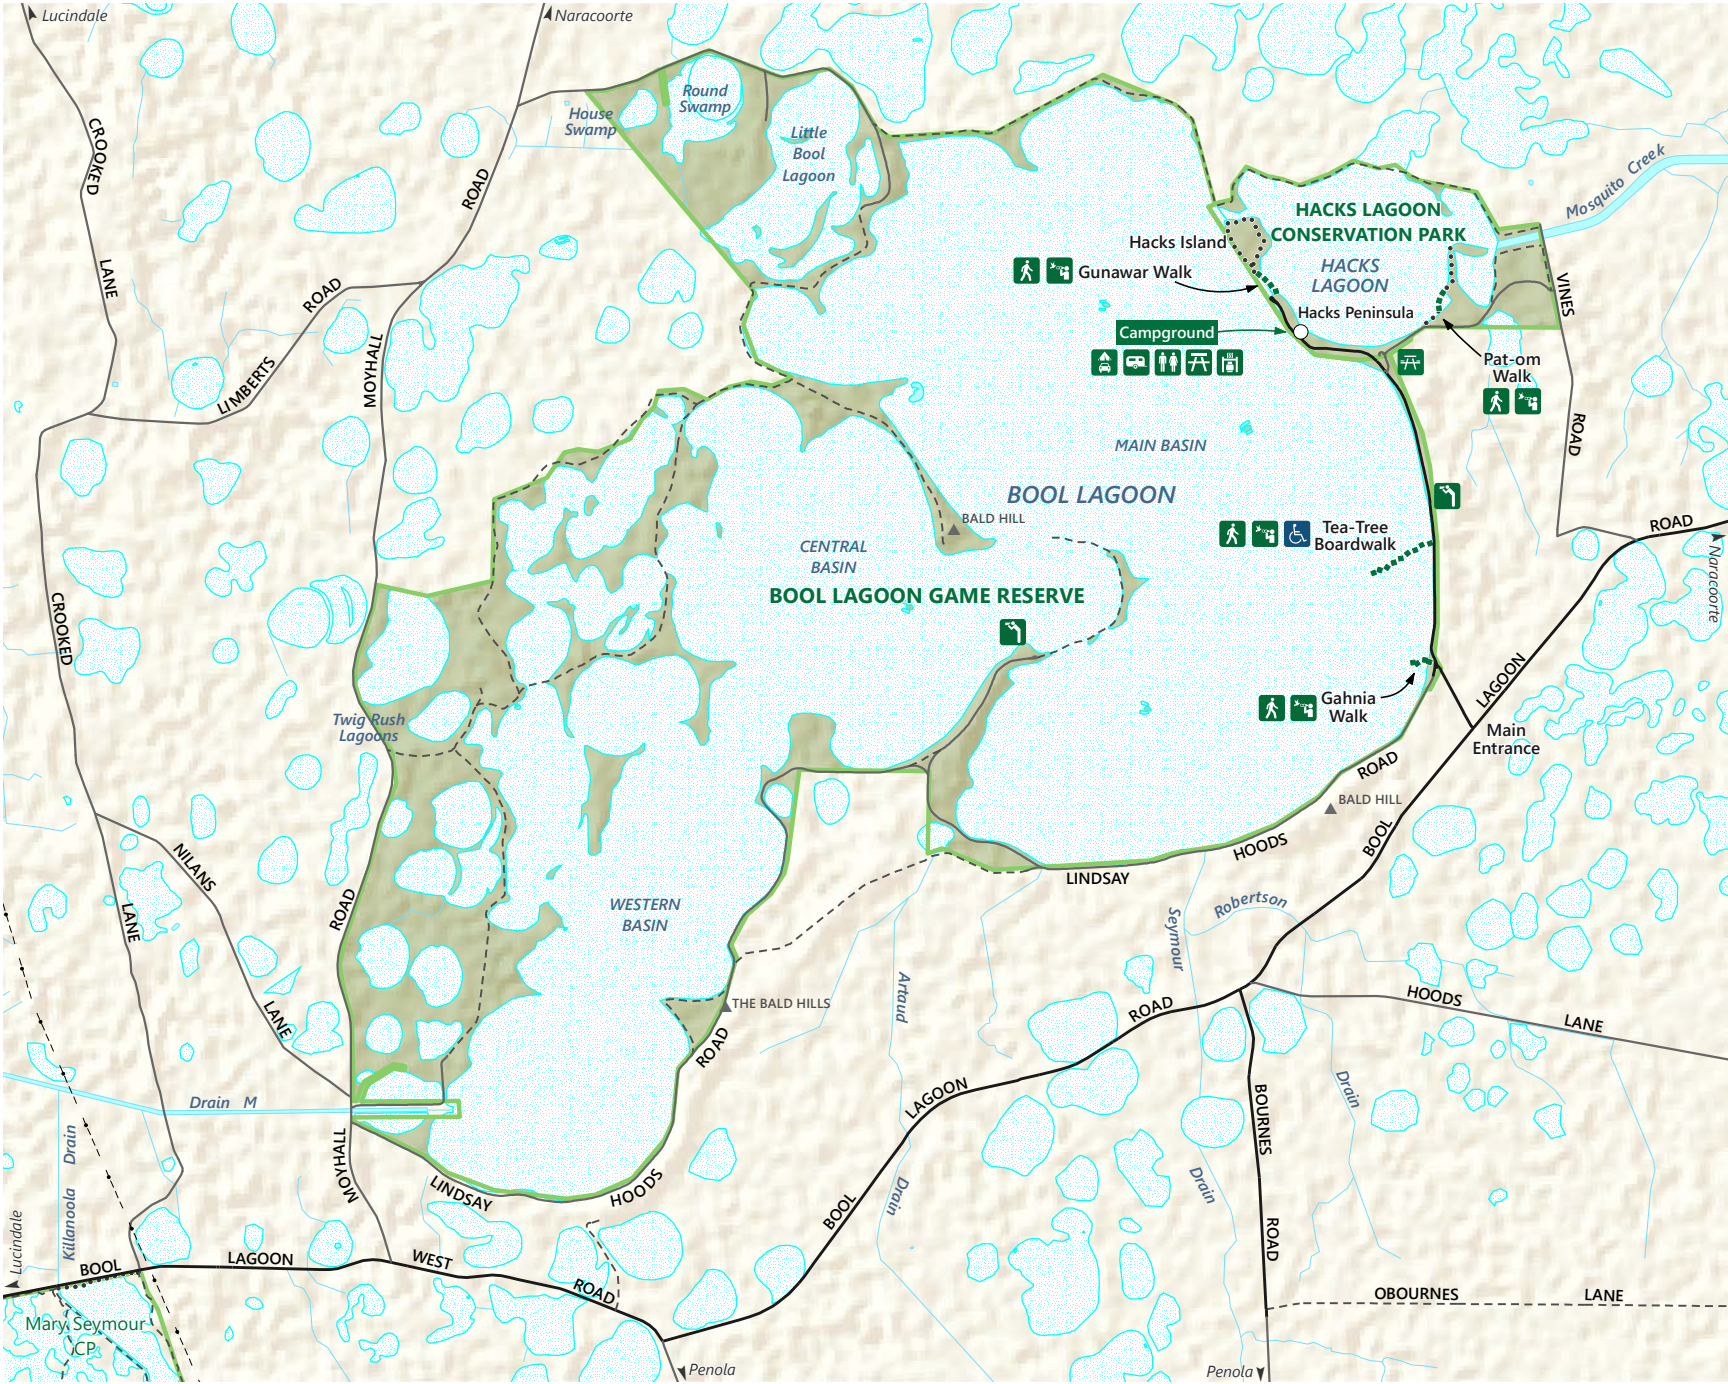 Lucindale
Naracoorte
CROOKED
LANE
ROAD
House
Swamp
Round
Swamp
Little
Bool
Lagoon
Mosquito Creek
HACKS LAGOON
CONSERVATION PARK
HACKS
LAGOON
Hacks Island
Gunawar Walk
Hacks Peninsula
Campground
Pat-om
Walk
VINES
ROAD
LIMBERTS
ROAD
MOYHALL
MAIN BASIN
BOOL LAGOON
BALD HILL
CENTRAL
BASIN
BOOL LAGOON GAME RESERVE
Tea-Tree
Boardwalk
ROAD
Naracoorte
LAGOON
Gahnia
Walk
Main
Entrance
CROOKED
Twig Rush
Lagoons
ROAD
BALD HILL
BOOL
HOODS
LINDSAY
NILANS
LANE
LANE
ROAD
WESTERN
BASIN
Robertson
Seymour
Artaud
THE BALD HILLS
ROAD
ROAD
HOODS
LANE
Drain M
LAGOON
Drain
BOURNES
Killanoola Drain
MOYHALL
LINDSAY
HOODS
BOOL
Drain
Drain
ROAD
Lucindale
BOOL
LAGOON
WEST
ROAD
OBOURNES
LANE
Mary Seymour
CP
Penola
Penola